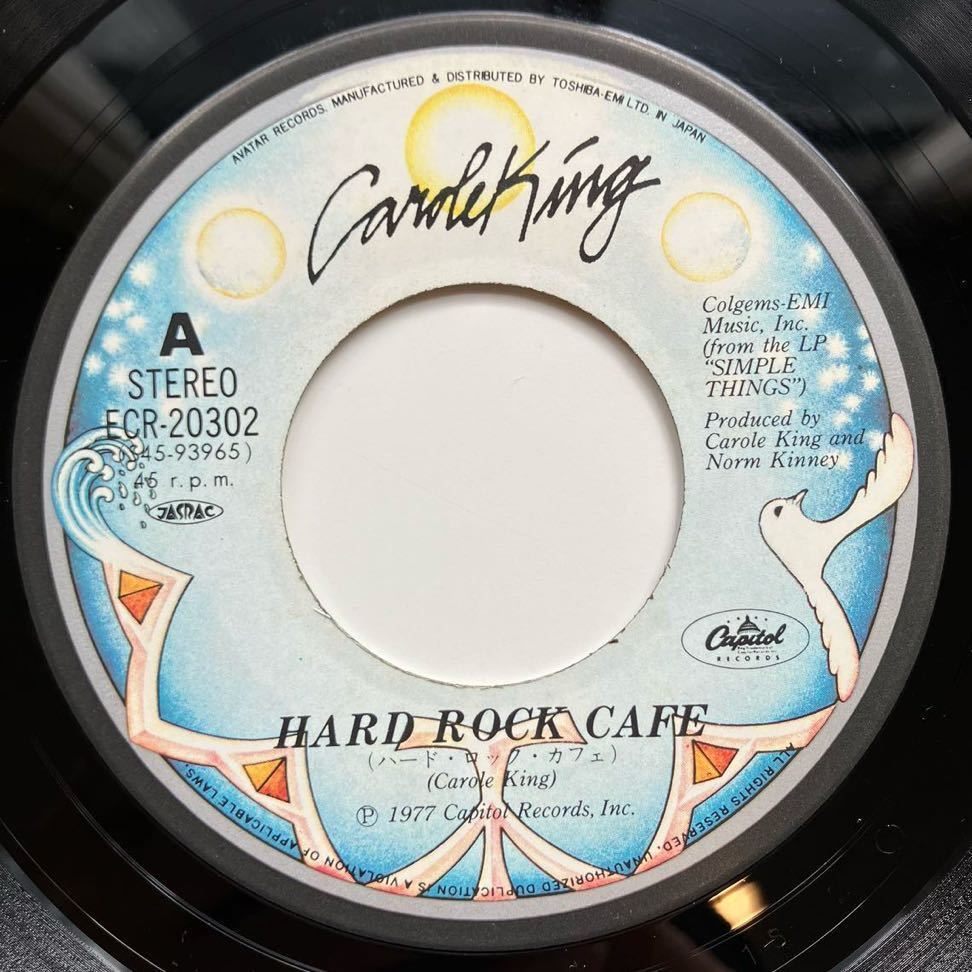 AVATAR RECORDS. MANUFACTURED & DISTRIBUTED BY TOSHIBA-EMI LTD. IN JAPAN
Carole King
A
STEREO
ECR-20302
(45-93965)
45 r.p.m.
JASRAC
Colgems-EMI
Music, Inc.
(from the LP
"SIMPLE
THINGS")
Produced by
Carole King and
Norm Kinney
Capitol
RECORDS
HARD ROCK CAFE
(ハード・ロック・カフェ)
(Carole King)
Ⓟ 1977 Capitol Records, Inc.
ALL RIGHTS RESERVED. UNAUTHORIZED DUPLICATION IS A VIOLATION OF APPLICABLE LAWS.